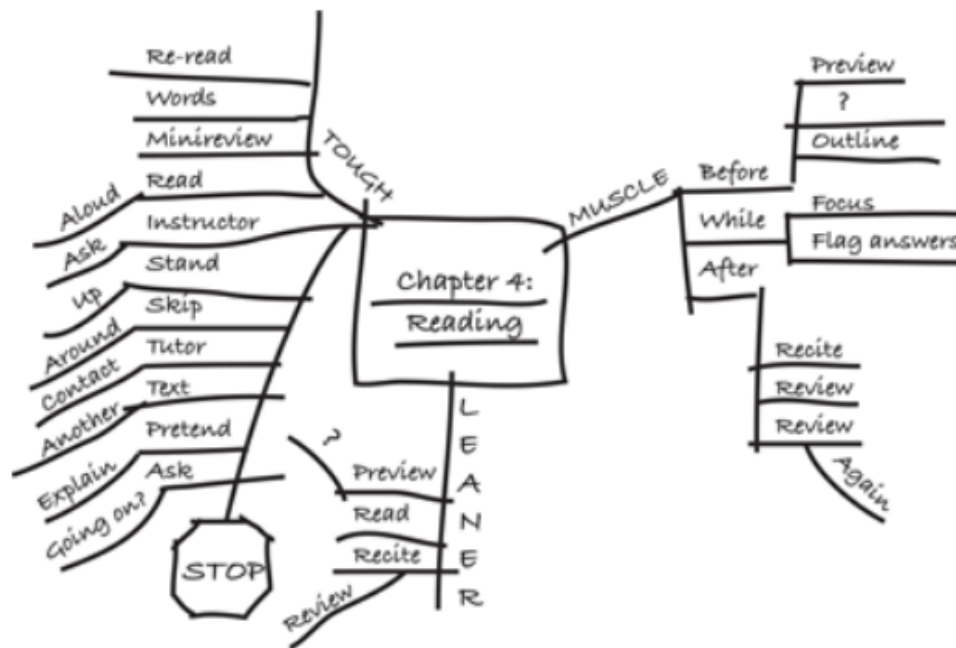 Re-read
Words
Minireview
TOUGH
Read
Aloud
Instructor
Ask
Stand
Up
Skip
Around
Tutor
Contact
Text
Another
Pretend
Explain
Ask
Going on?
STOP
Chapter 4:
Reading
MUSCLE
Before
Preview
?
Outline
While
Focus
Flag answers
After
Recite
Review
Review
Again
LEANER
?
Preview
Read
Recite
Review